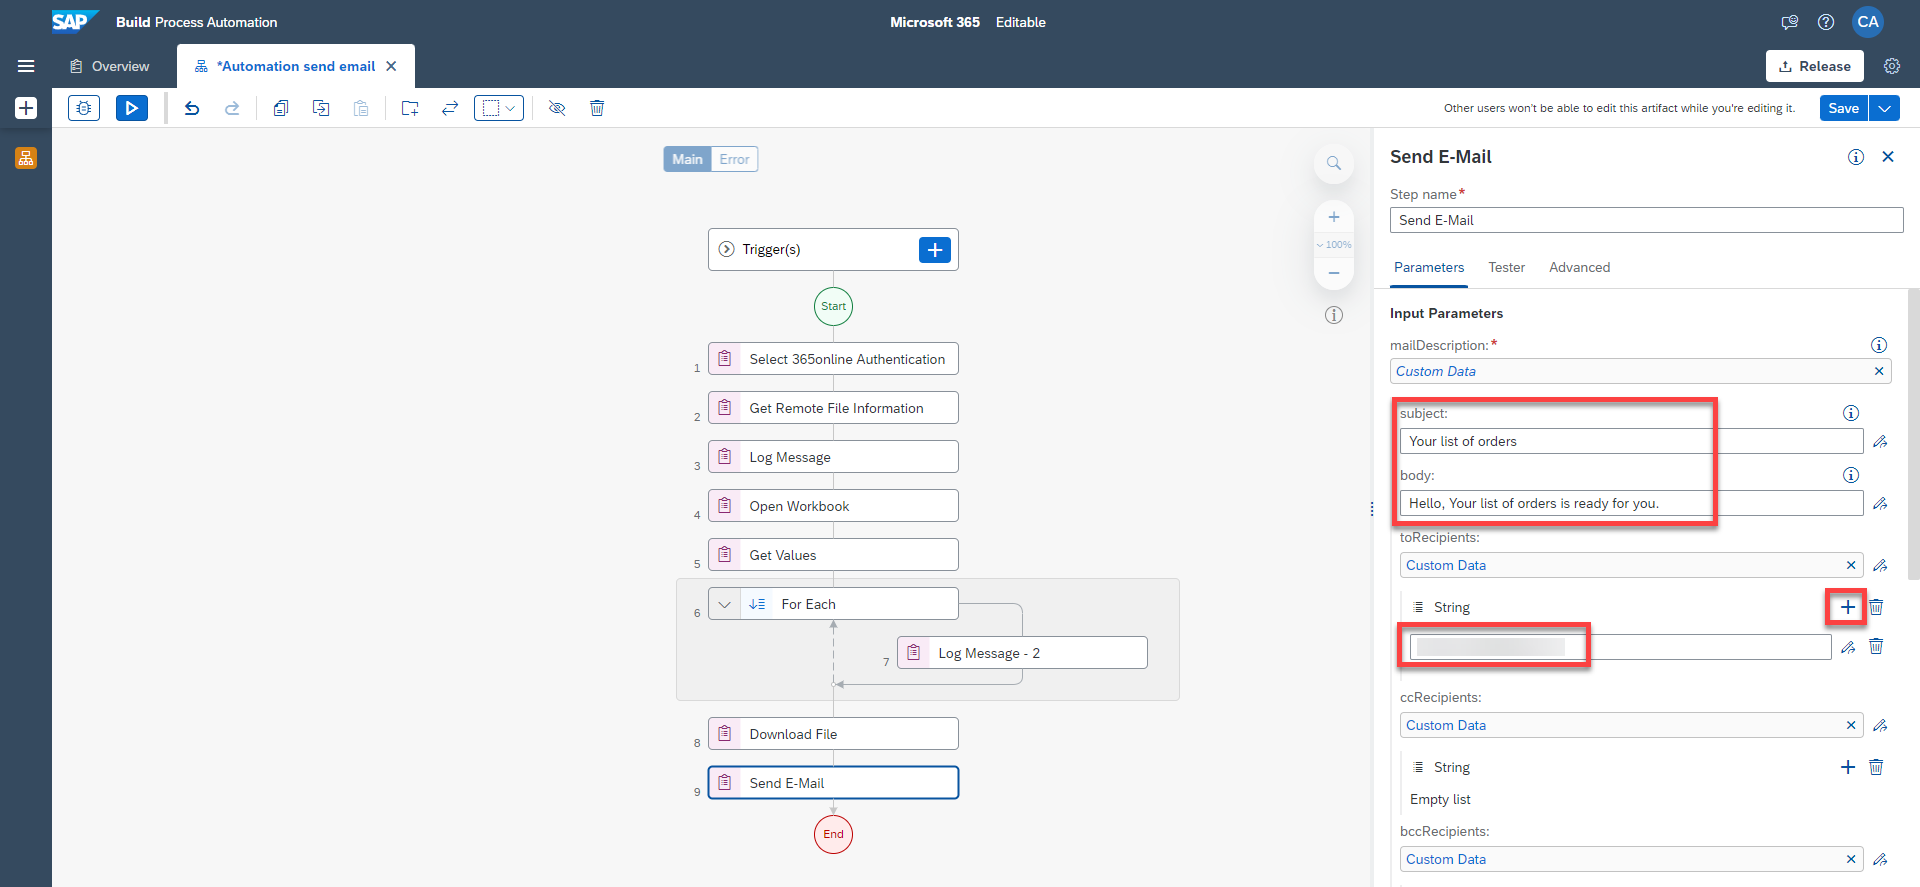 SAP Build Process Automation
Microsoft 365 Editable
CA
Overview
*Automation send email
Release
Other users won't be able to edit this artifact while you're editing it.
Save
Main
Error
100%
Trigger(s)
Start
1 Select 365online Authentication
2 Get Remote File Information
3 Log Message
4 Open Workbook
5 Get Values
6 For Each
7 Log Message - 2
8 Download File
9 Send E-Mail
End
Send E-Mail
Step name*
Send E-Mail
Parameters Tester Advanced
Input Parameters
mailDescription:*
Custom Data
subject:
Your list of orders
body:
Hello, Your list of orders is ready for you.
toRecipients:
Custom Data
String
ccRecipients:
Custom Data
String
Empty list
bccRecipients:
Custom Data